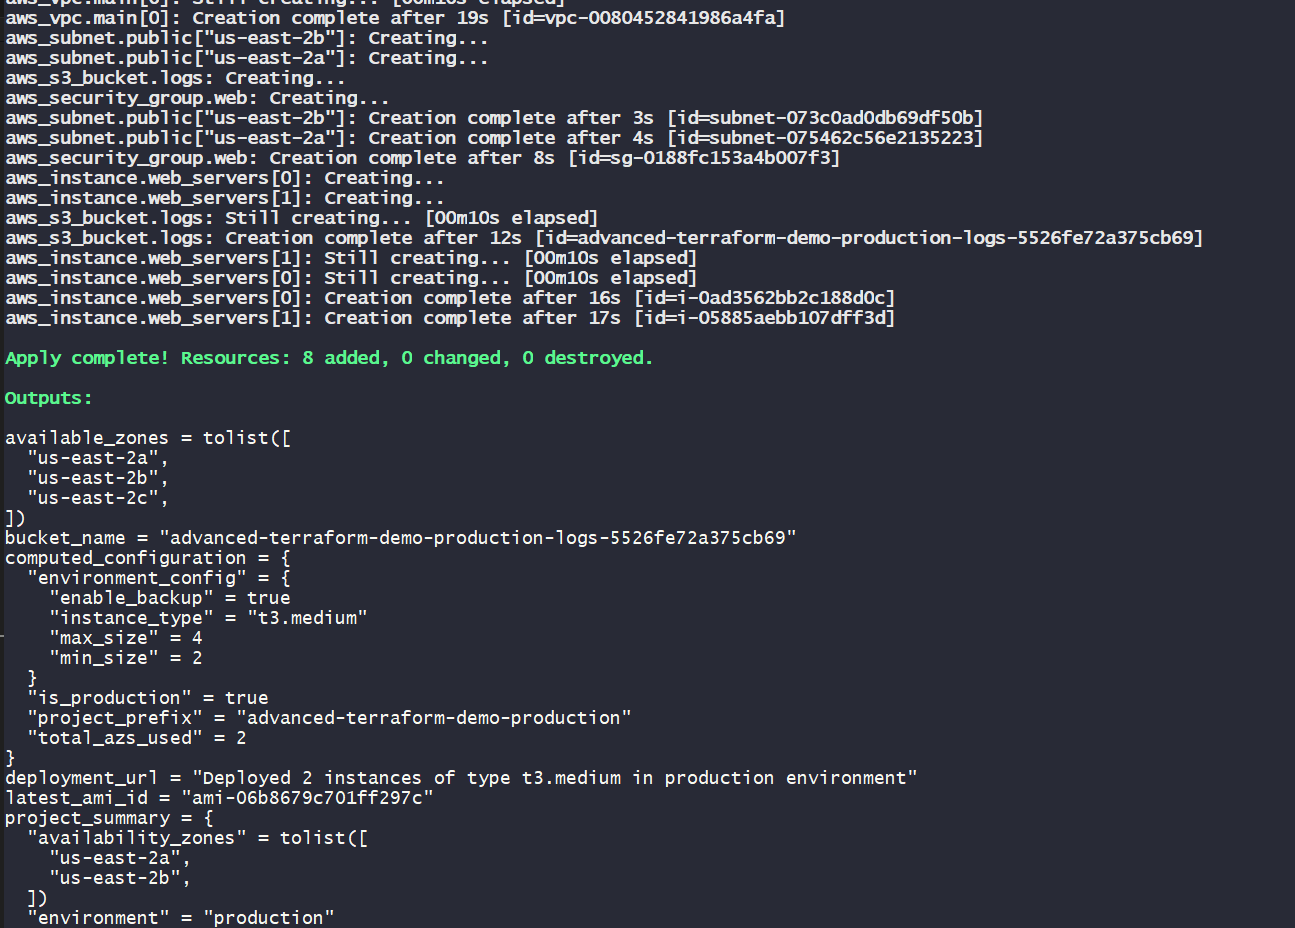 aws_vpc.main[0]: Still creating... [00m10s elapsed]
aws_vpc.main[0]: Creation complete after 19s [id=vpc-0080452841986a4fa]
aws_subnet.public["us-east-2b"]: Creating...
aws_subnet.public["us-east-2a"]: Creating...
aws_s3_bucket.logs: Creating...
aws_security_group.web: Creating...
aws_subnet.public["us-east-2b"]: Creation complete after 3s [id=subnet-073c0ad0db69df50b]
aws_subnet.public["us-east-2a"]: Creation complete after 4s [id=subnet-075462c56e2135223]
aws_security_group.web: Creation complete after 8s [id=sg-0188fc153a4b007f3]
aws_instance.web_servers[0]: Creating...
aws_instance.web_servers[1]: Creating...
aws_s3_bucket.logs: Still creating... [00m10s elapsed]
aws_s3_bucket.logs: Creation complete after 12s [id=advanced-terraform-demo-production-logs-5526fe72a375cb69]
aws_instance.web_servers[1]: Still creating... [00m10s elapsed]
aws_instance.web_servers[0]: Still creating... [00m10s elapsed]
aws_instance.web_servers[0]: Creation complete after 16s [id=i-0ad3562bb2c188d0c]
aws_instance.web_servers[1]: Creation complete after 17s [id=i-05885aebb107dff3d]
Apply complete! Resources: 8 added, 0 changed, 0 destroyed.
Outputs:
available_zones = tolist([
  "us-east-2a",
  "us-east-2b",
  "us-east-2c",
])
bucket_name = "advanced-terraform-demo-production-logs-5526fe72a375cb69"
computed_configuration = {
  "environment_config" = {
    "enable_backup" = true
    "instance_type" = "t3.medium"
    "max_size" = 4
    "min_size" = 2
  }
  "is_production" = true
  "project_prefix" = "advanced-terraform-demo-production"
  "total_azs_used" = 2
}
deployment_url = "Deployed 2 instances of type t3.medium in production environment"
latest_ami_id = "ami-06b8679c701ff297c"
project_summary = {
  "availability_zones" = tolist([
    "us-east-2a",
    "us-east-2b",
  ])
  "environment" = "production"